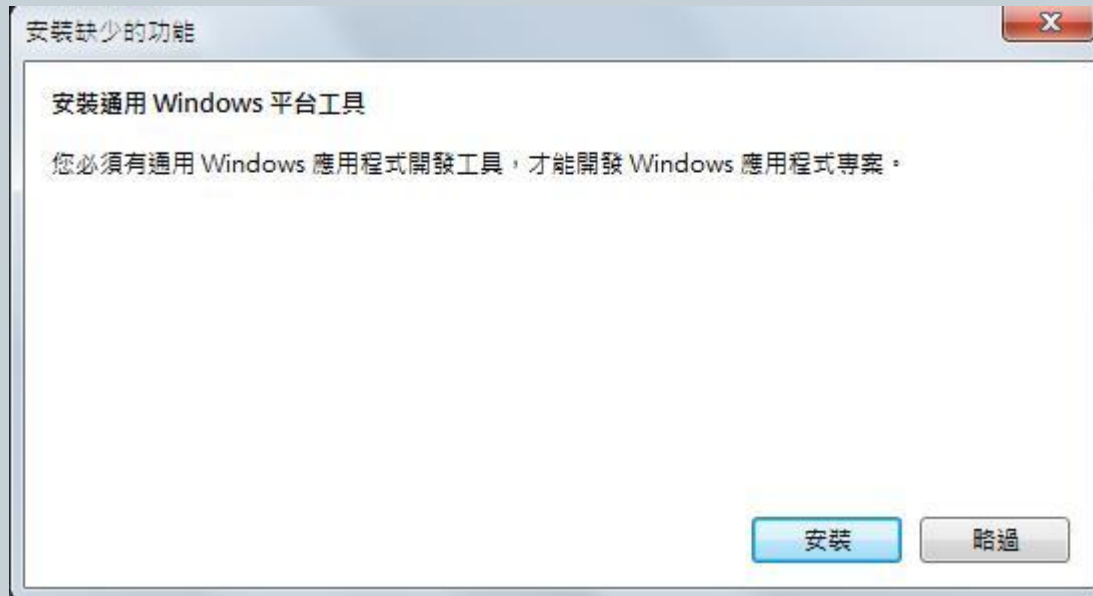 安裝缺少的功能
安裝通用 Windows 平台工具
您必須有通用 Windows 應用程式開發工具，才能開發 Windows 應用程式專案。
安裝
略過